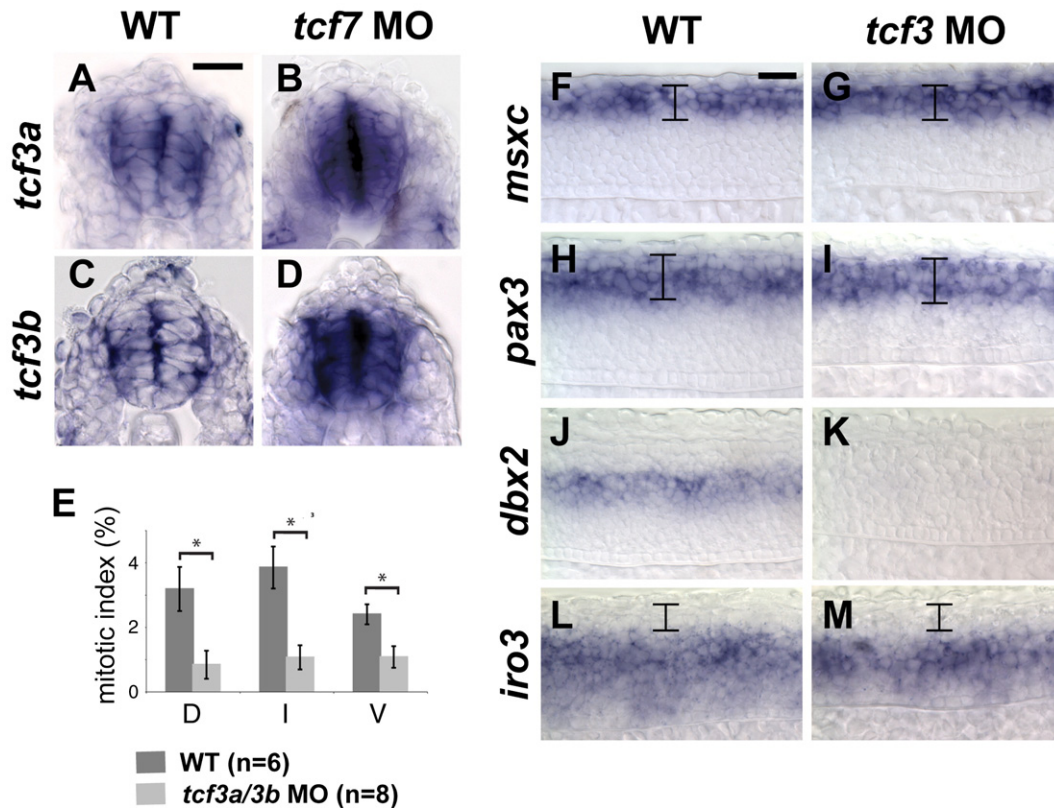 WT tcf7 MO
A B
tcf3a
C D
tcf3b
E
mitotic index (%)
4
2
0
* * *
D I V
WT (n=6)
tcf3a/3b MO (n=8)
WT tcf3 MO
F G
msxc
H I
pax3
J K
dbx2
L M
iro3